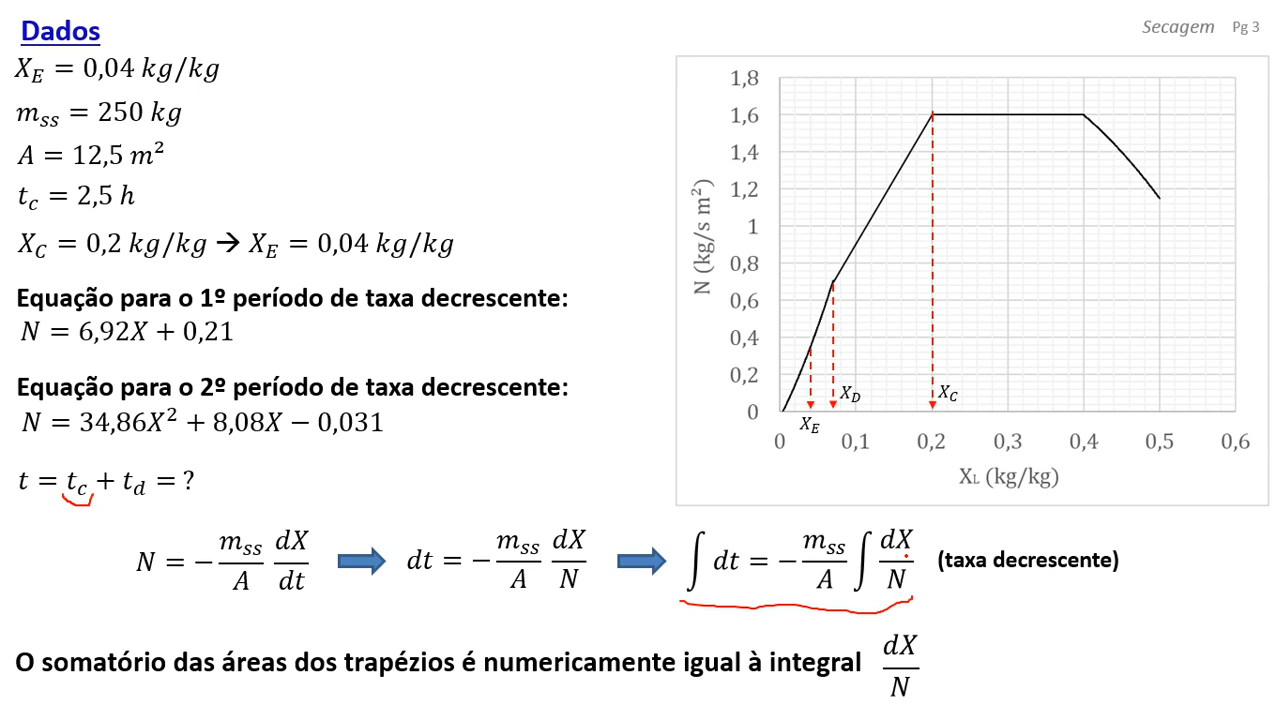 Secagem Pg 3
Dados
X_E = 0,04 kg/kg
m_ss = 250 kg
A = 12,5 m²
t_c = 2,5 h
X_C = 0,2 kg/kg → X_E = 0,04 kg/kg
Equação para o 1º período de taxa decrescente:
N = 6,92X + 0,21
Equação para o 2º período de taxa decrescente:
N = 34,86X² + 8,08X − 0,031
t = t_c + t_d = ?
N (kg/s m²)
1,8
1,6
1,4
1,2
1
0,8
0,6
0,4
0,2
0
X_E
X_D
X_C
0 0,1 0,2 0,3 0,4 0,5 0,6
X_L (kg/kg)
N = − m_ss/A dX/dt
dt = − m_ss/A dX/N
∫ dt = − m_ss/A ∫ dX/N (taxa decrescente)
O somatório das áreas dos trapézios é numericamente igual à integral dX/N